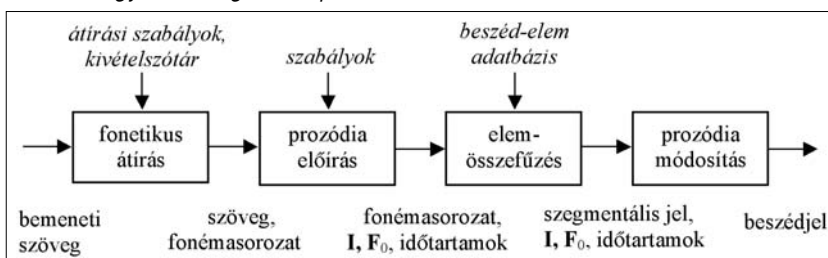 átírási szabályok,
kivételszótár
szabályok
beszéd-elem
adatbázis
fonetikus
átírás
prozódia
előírás
elem-
összefűzés
prozódia
módosítás
bemeneti
szöveg
szöveg,
fonémasorozat
fonémasorozat,
I, F₀, időtartamok
szegmentális jel,
I, F₀, időtartamok
beszédjel